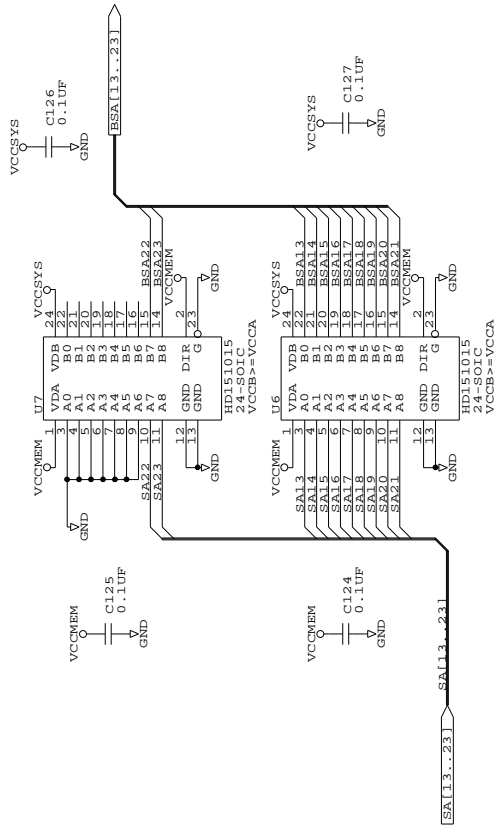 VCCSYS
C126
0.1UF
GND
U7
VCCMEM 1 VDA VDB 24 VCCSYS
3 A0 B0 22
4 A1 B1 21
5 A2 B2 20
6 A3 B3 19
7 A4 B4 18
8 A5 B5 17
9 A6 B6 16
SA22 10 A7 B7 15 BSA22
SA23 11 A8 B8 14 BSA23
12 GND DIR 2 VCCMEM
13 GND G 23
GND
GND
GND
HD151015
24-SOIC
VCCB>=VCCA
VCCMEM
C125
0.1UF
GND
BSA[13..23]
U6
VCCMEM 1 VDA VDB 24 VCCSYS
SA13 3 A0 B0 22 BSA13
SA14 4 A1 B1 21 BSA14
SA15 5 A2 B2 20 BSA15
SA16 6 A3 B3 19 BSA16
SA17 7 A4 B4 18 BSA17
SA18 8 A5 B5 17 BSA18
SA19 9 A6 B6 16 BSA19
SA20 10 A7 B7 15 BSA20
SA21 11 A8 B8 14 BSA21
12 GND DIR 2 VCCMEM
13 GND G 23
GND
GND
HD151015
24-SOIC
VCCB>=VCCA
VCCMEM
C124
0.1UF
GND
VCCSYS
C127
0.1UF
GND
SA[13..23]
SA[13..23]